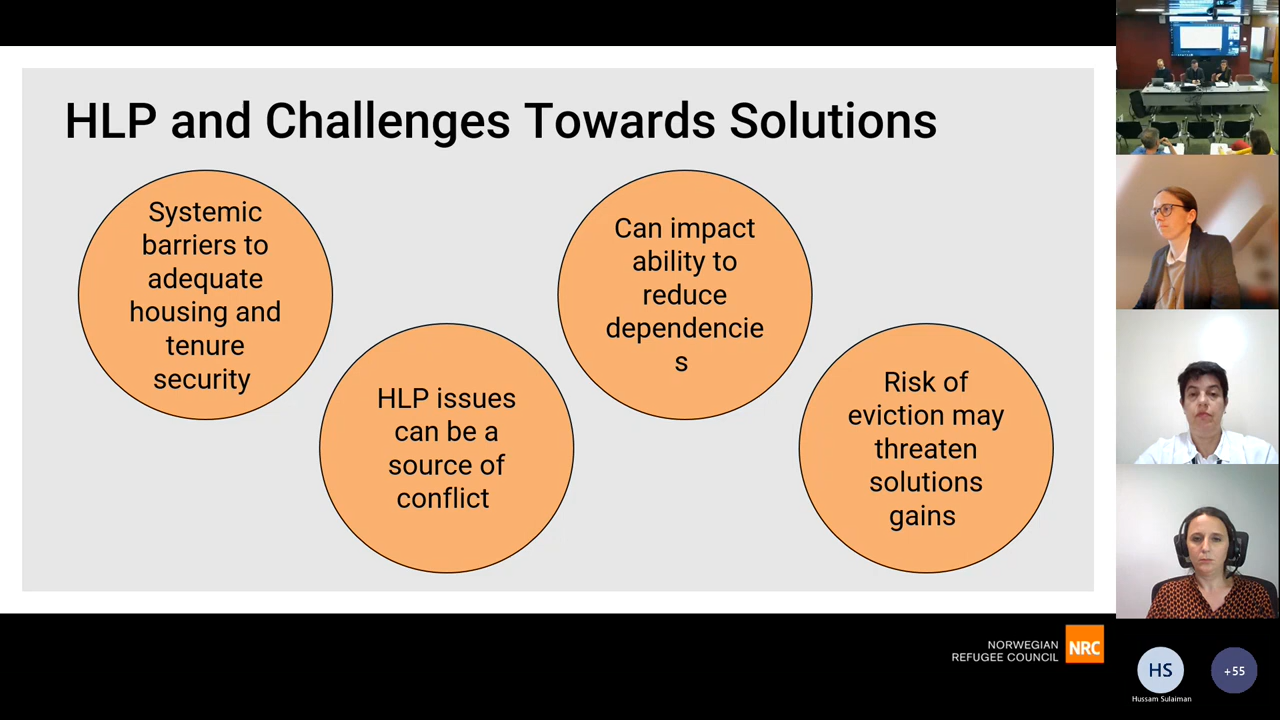 HLP and Challenges Towards Solutions
Systemic
barriers to
adequate
housing and
tenure
security
HLP issues
can be a
source of
conflict
Can impact
ability to
reduce
dependencie
s
Risk of
eviction may
threaten
solutions
gains
NORWEGIAN
REFUGEE COUNCIL
NRC
HS
+55
Hussam Sulaiman